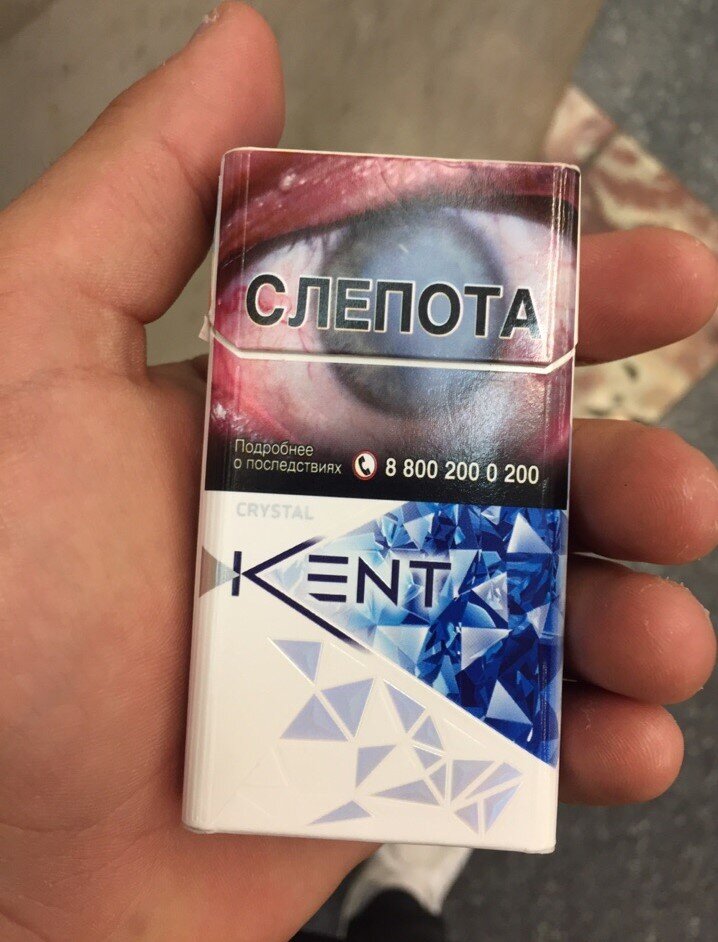 СЛЕПОТА
Подробнее
о последствиях 8 800 200 0 200
CRYSTAL
KENT